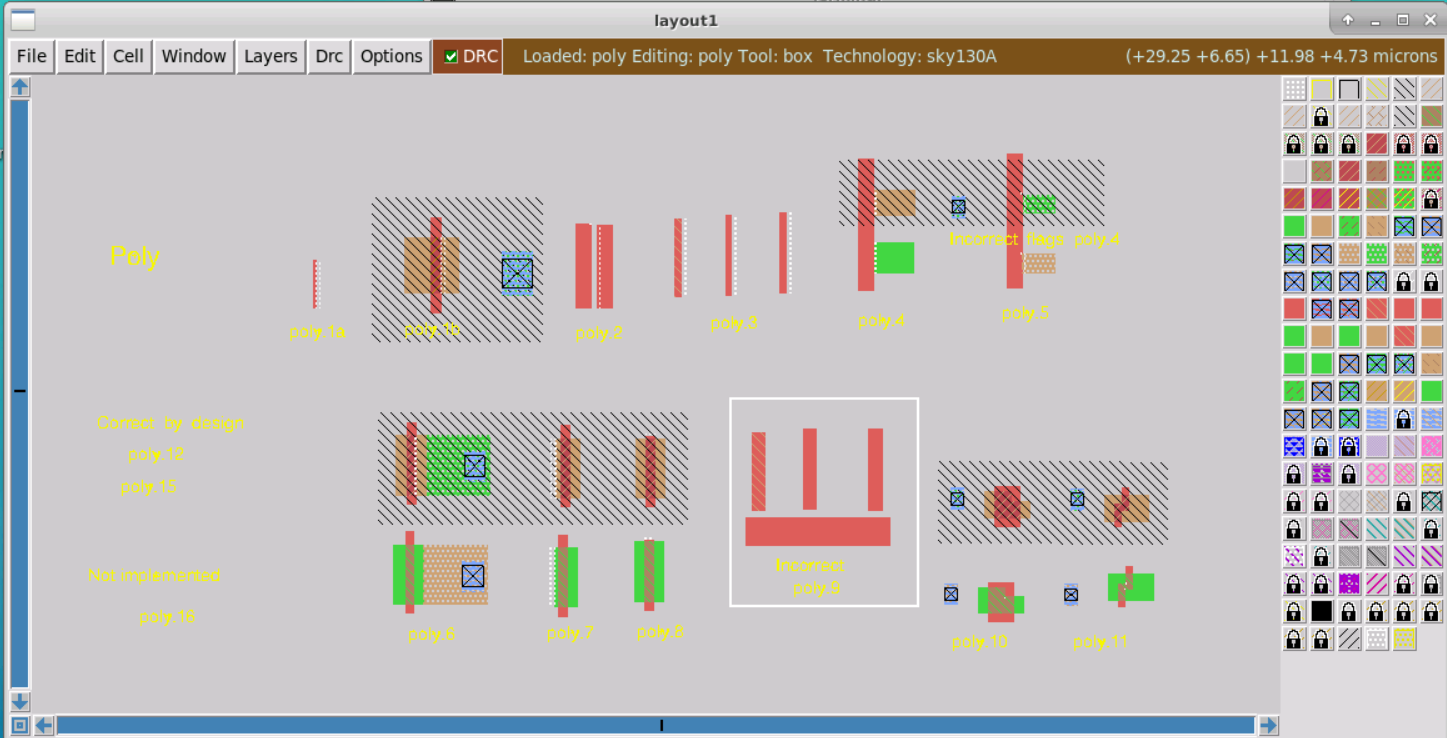 layout1
File Edit Cell Window Layers Drc Options DRC Loaded: poly Editing: poly Tool: box Technology: sky130A (+29.25 +6.65) +11.98 +4.73 microns
Poly
poly.1a
poly.1b
poly.2
poly.3
poly.4
Incorrect flags poly.4
poly.5
Correct by design
poly.12
poly.15
Not implemented
poly.16
poly.6
poly.7
poly.8
Incorrect
poly.9
poly.10
poly.11